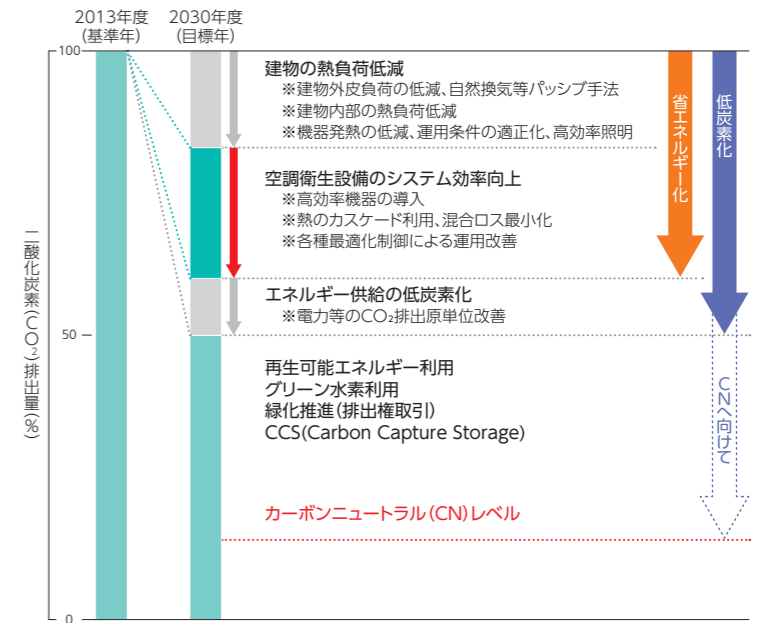 2013年度
(基準年)
2030年度
(目標年)
100
50
0
二酸化炭素(CO₂)排出量(%)
建物の熱負荷低減
※建物外皮負荷の低減、自然換気等パッシブ手法
※建物内部の熱負荷低減
※機器発熱の低減、運用条件の適正化、高効率照明
空調衛生設備のシステム効率向上
※高効率機器の導入
※熱のカスケード利用、混合ロス最小化
※各種最適化制御による運用改善
エネルギー供給の低炭素化
※電力等のCO₂排出原単位改善
再生可能エネルギー利用
グリーン水素利用
緑化推進(排出権取引)
CCS(Carbon Capture Storage)
カーボンニュートラル(CN)レベル
省エネルギー化
低炭素化
CNへ向けて